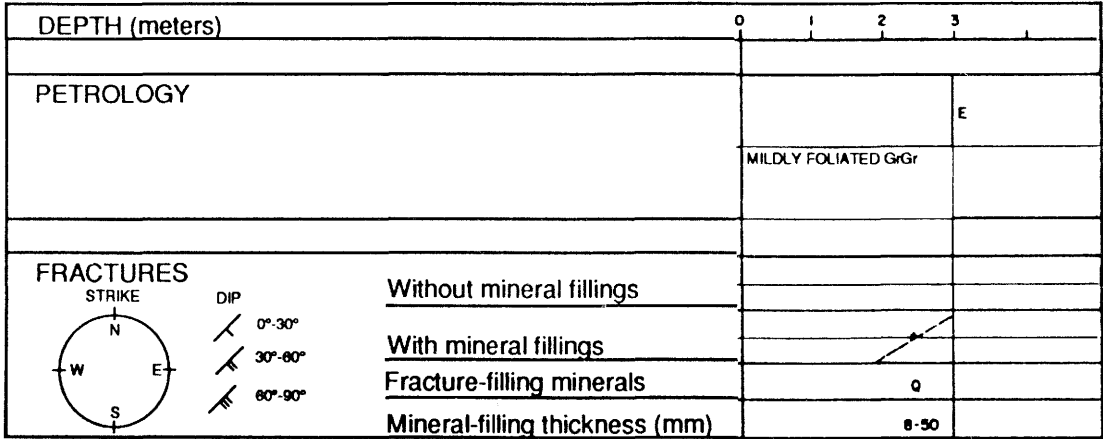 DEPTH (meters) 0 1 2 3
PETROLOGY
E
MILDLY FOLIATED GrGr
FRACTURES
STRIKE DIP
N
W E
S
0°-30°
30°-60°
60°-90°
Without mineral fillings
With mineral fillings
Fracture-filling minerals Q
Mineral-filling thickness (mm) 8-50